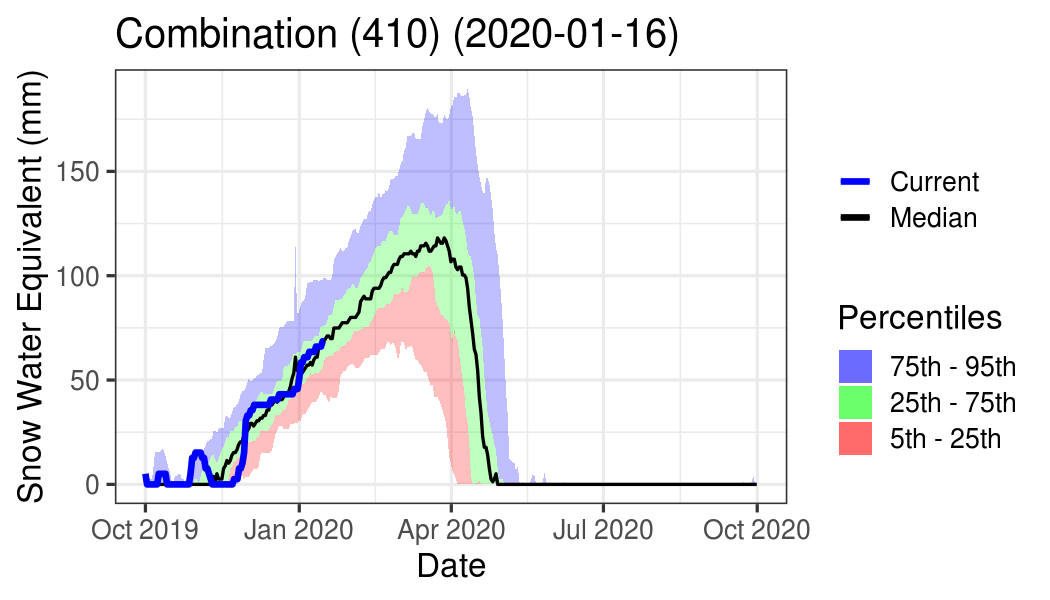 Combination (410) (2020-01-16)
Snow Water Equivalent (mm)
150
100
50
0
Oct 2019
Jan 2020
Apr 2020
Jul 2020
Oct 2020
Date
Current
Median
Percentiles
75th - 95th
25th - 75th
5th - 25th